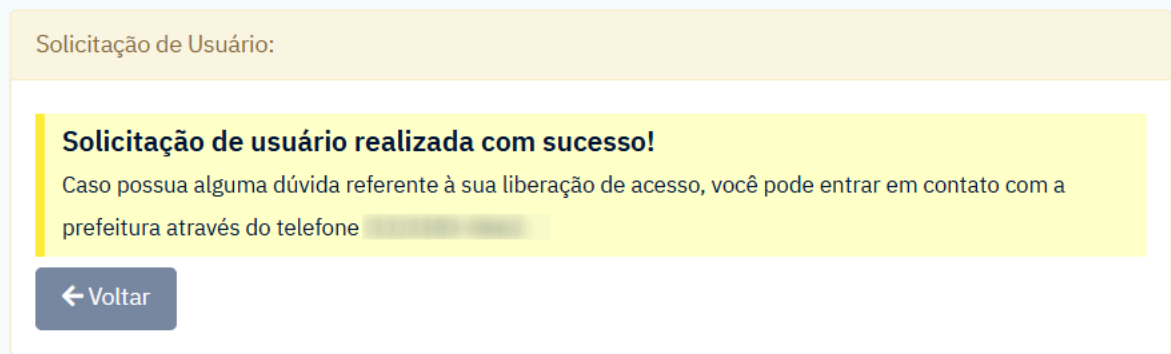 Solicitação de Usuário:
Solicitação de usuário realizada com sucesso!
Caso possua alguma dúvida referente à sua liberação de acesso, você pode entrar em contato com a
prefeitura através do telefone
Voltar